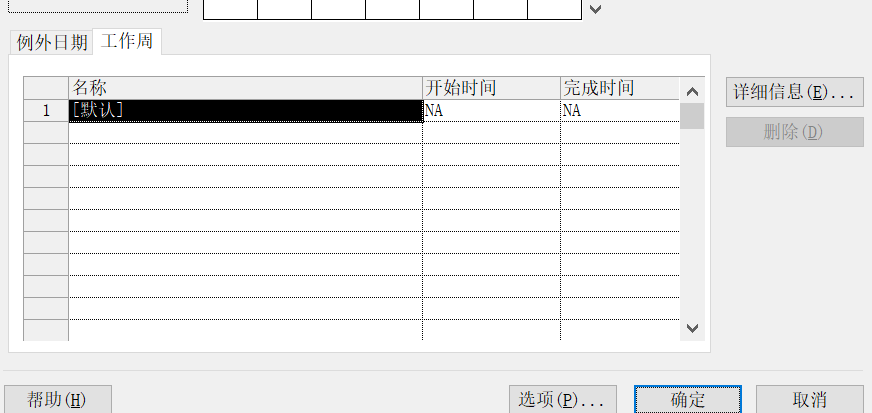 例外日期 工作周
名称 开始时间 完成时间
1 [默认] NA NA
详细信息(E)...
删除(D)
帮助(H) 选项(P)... 确定 取消